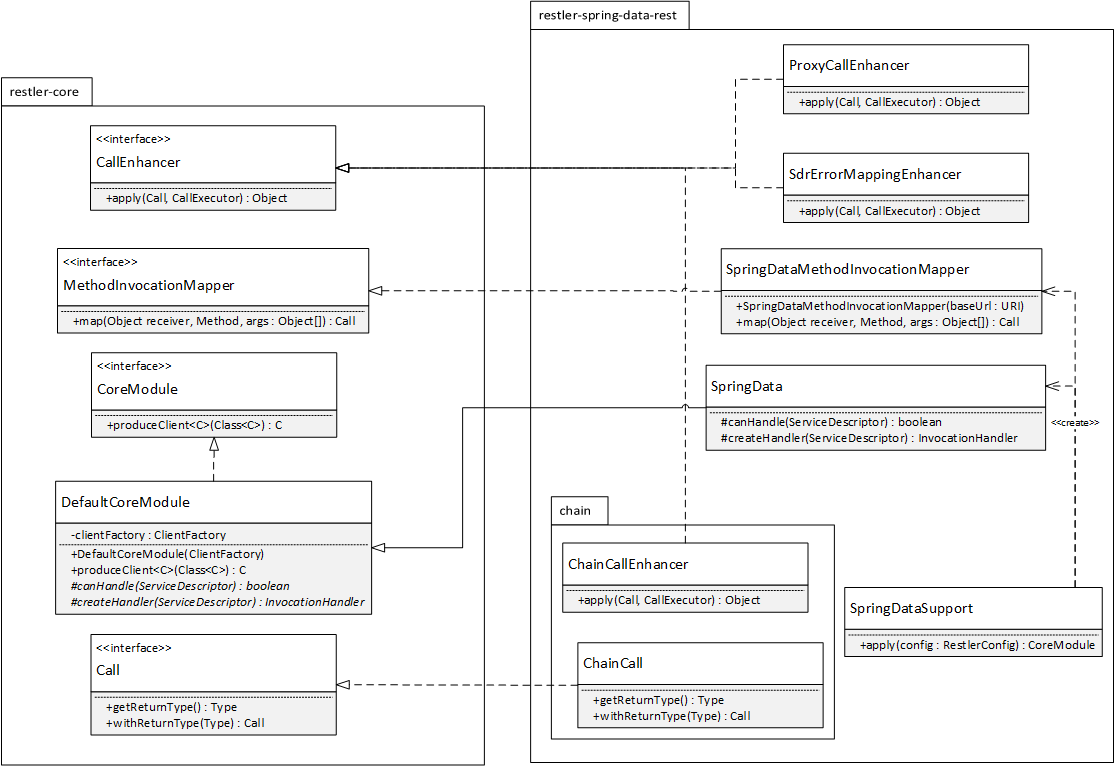 restler-core
<<interface>>
CallEnhancer
+apply(Call, CallExecutor) : Object
<<interface>>
MethodInvocationMapper
+map(Object receiver, Method, args : Object[]) : Call
<<interface>>
CoreModule
+produceClient<C>(Class<C>) : C
DefaultCoreModule
-clientFactory : ClientFactory
+DefaultCoreModule(ClientFactory)
+produceClient<C>(Class<C>) : C
#canHandle(ServiceDescriptor) : boolean
#createHandler(ServiceDescriptor) : InvocationHandler
<<interface>>
Call
+getReturnType() : Type
+withReturnType(Type) : Call
restler-spring-data-rest
ProxyCallEnhancer
+apply(Call, CallExecutor) : Object
SdrErrorMappingEnhancer
+apply(Call, CallExecutor) : Object
SpringDataMethodInvocationMapper
+SpringDataMethodInvocationMapper(baseUrl : URI)
+map(Object receiver, Method, args : Object[]) : Call
SpringData
#canHandle(ServiceDescriptor) : boolean
#createHandler(ServiceDescriptor) : InvocationHandler
<<create>>
chain
ChainCallEnhancer
+apply(Call, CallExecutor) : Object
ChainCall
+getReturnType() : Type
+withReturnType(Type) : Call
SpringDataSupport
+apply(config : RestlerConfig) : CoreModule